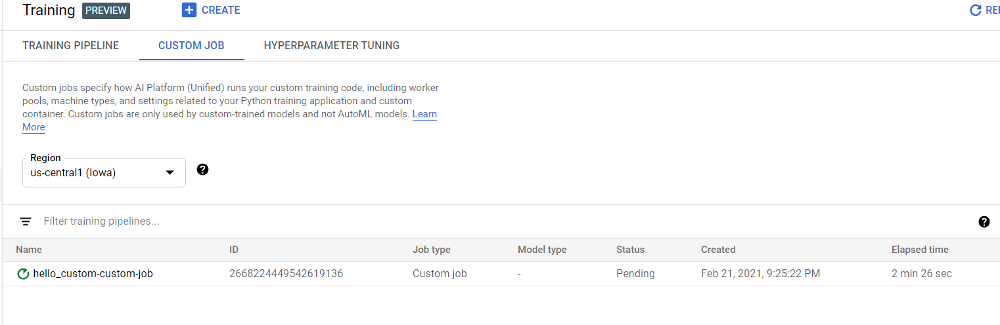 Training PREVIEW CREATE
TRAINING PIPELINE CUSTOM JOB HYPERPARAMETER TUNING
Custom jobs specify how AI Platform (Unified) runs your custom training code, including worker
pools, machine types, and settings related to your Python training application and custom
container. Custom jobs are only used by custom-trained models and not AutoML models. Learn
More
Region
us-central1 (Iowa)
Filter training pipelines...
Name ID Job type Model type Status Created Elapsed time
hello_custom-custom-job 2668224449542619136 Custom job - Pending Feb 21, 2021, 9:25:22 PM 2 min 26 sec